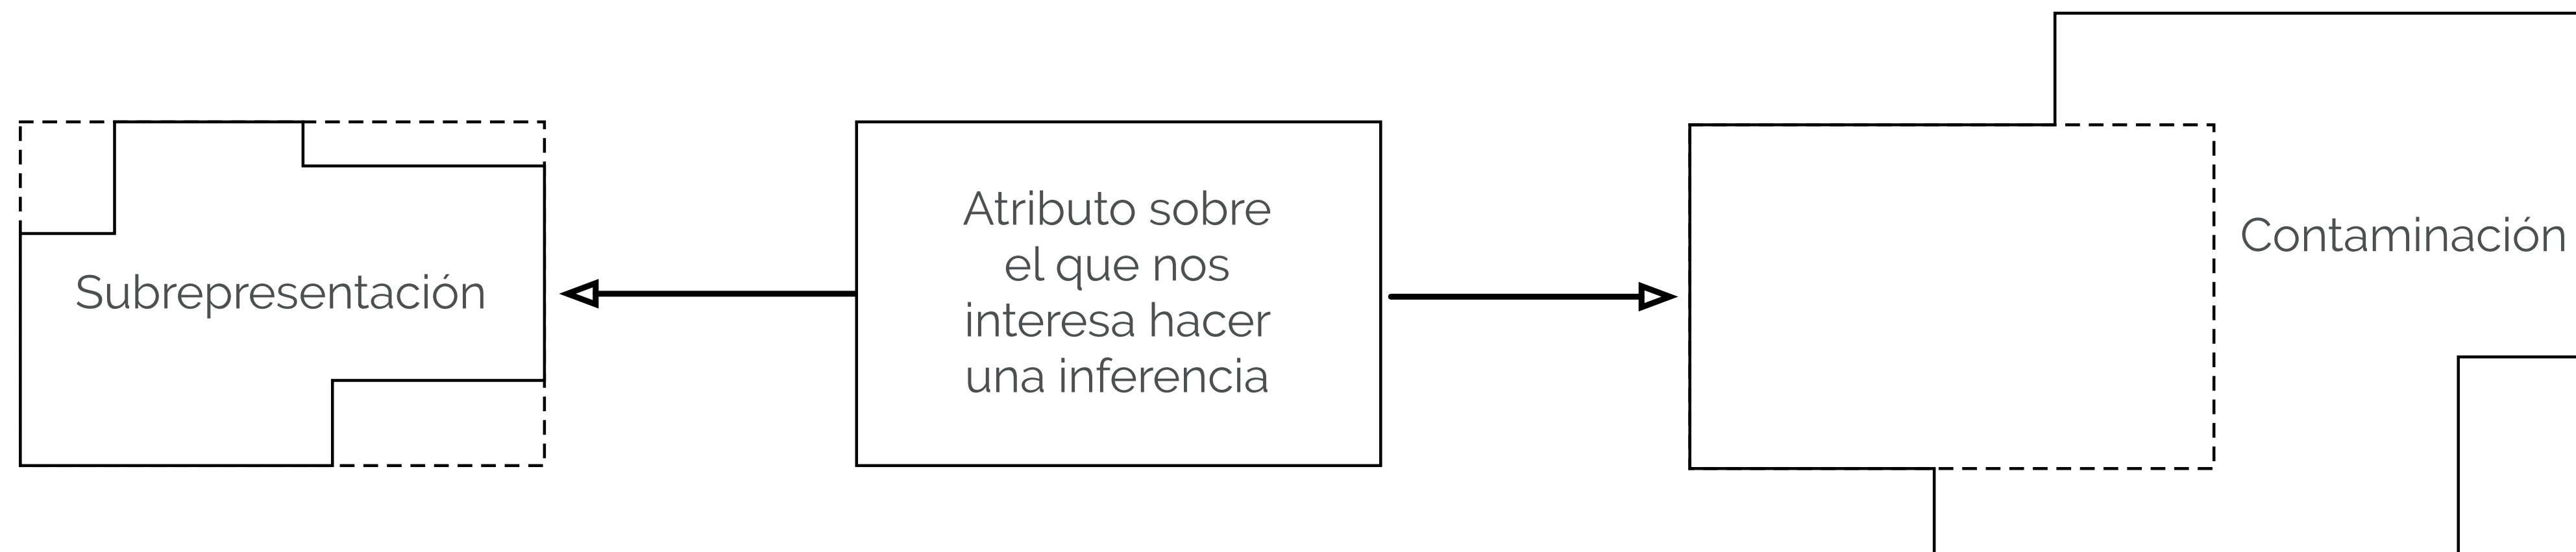 Subrepresentación
Atributo sobre
el que nos
interesa hacer
una inferencia
Contaminación